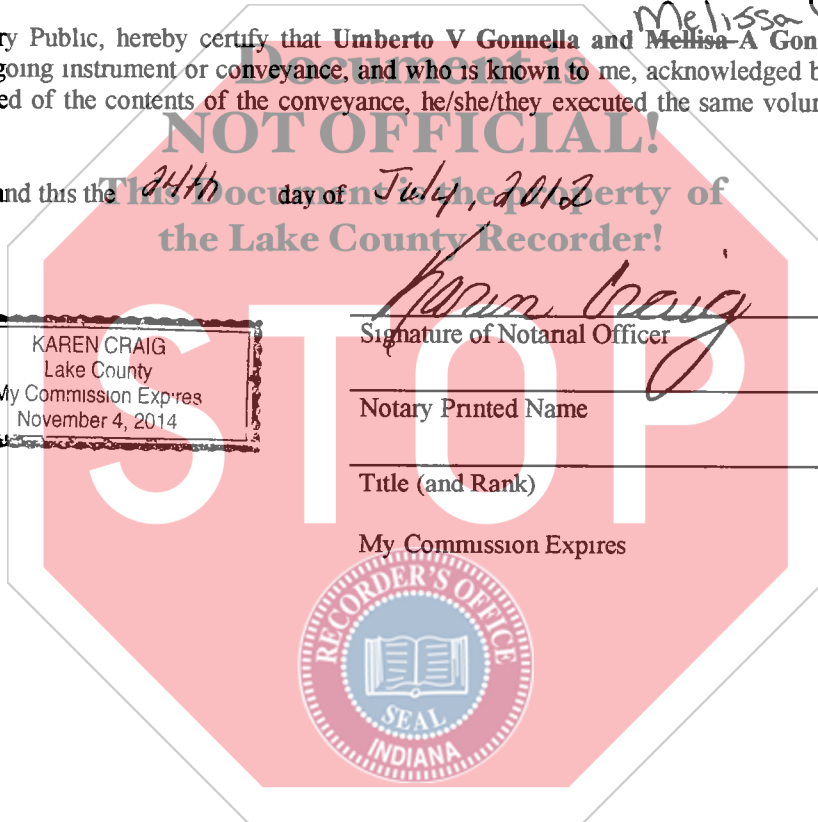 Melissa
ry Public, hereby certify that Umberto V Gonnella and Mellisa A Gon
going instrument or conveyance, and who is known to me, acknowledged b
ed of the contents of the conveyance, he/she/they executed the same volun
Document is
NOT OFFICIAL!
This Document is the property of
the Lake County Recorder!
and this the 24th day of July, 2012
STOP
Karen Craig
Signature of Notarial Officer
KAREN CRAIG
Lake County
My Commission Expires
November 4, 2014
Notary Printed Name
Title (and Rank)
My Commission Expires
RECORDER'S OFFICE
SEAL
INDIANA